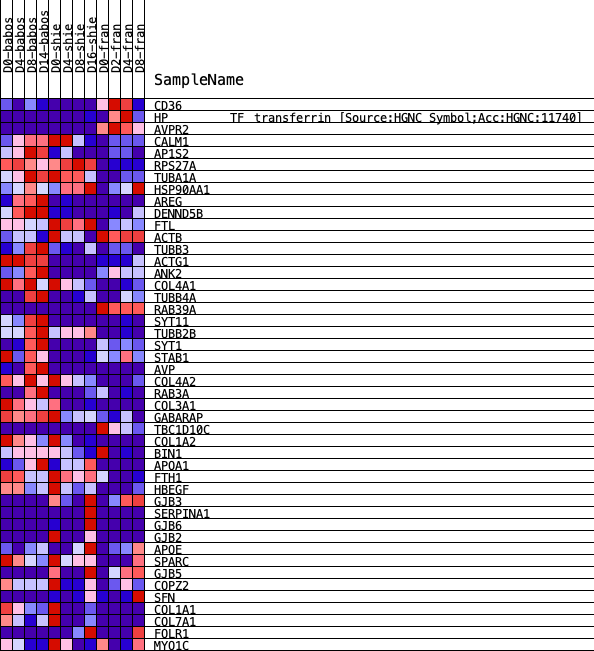 D0-babos
D4-babos
D8-babos
D14-babos
D0-shie
D4-shie
D8-shie
D16-shie
D0-fran
D2-fran
D4-fran
D8-fran
SampleName
CD36
HP TF transferrin [Source:HGNC Symbol;Acc:HGNC:11740]
AVPR2
CALM1
AP1S2
RPS27A
TUBA1A
HSP90AA1
AREG
DENND5B
FTL
ACTB
TUBB3
ACTG1
ANK2
COL4A1
TUBB4A
RAB39A
SYT11
TUBB2B
SYT1
STAB1
AVP
COL4A2
RAB3A
COL3A1
GABARAP
TBC1D10C
COL1A2
BIN1
APOA1
FTH1
HBEGF
GJB3
SERPINA1
GJB6
GJB2
APOE
SPARC
GJB5
COPZ2
SFN
COL1A1
COL7A1
FOLR1
MYO1C